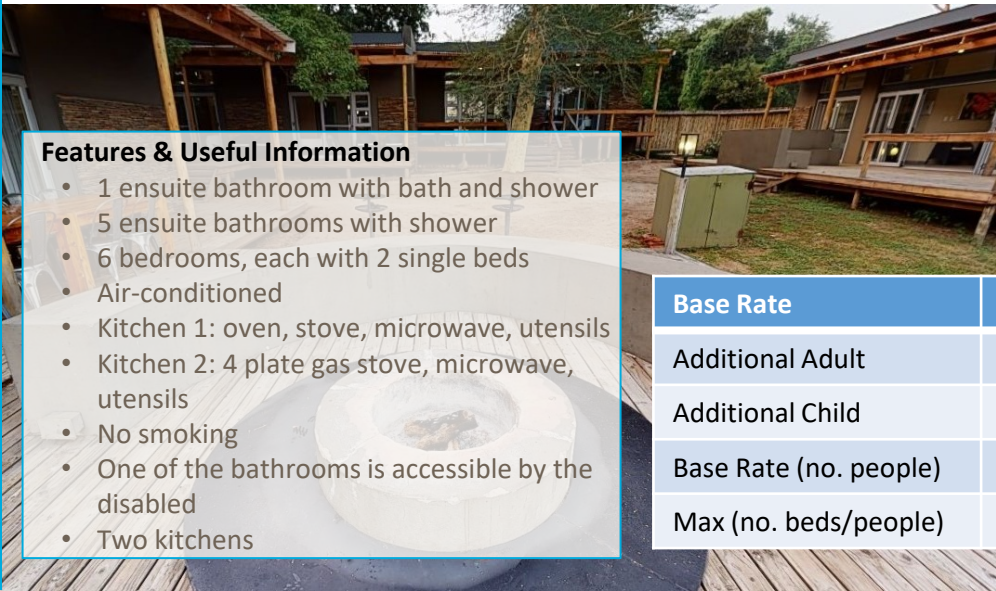 Features & Useful Information
• 1 ensuite bathroom with bath and shower
• 5 ensuite bathrooms with shower
• 6 bedrooms, each with 2 single beds
• Air-conditioned
• Kitchen 1: oven, stove, microwave, utensils
• Kitchen 2: 4 plate gas stove, microwave,
utensils
• No smoking
• One of the bathrooms is accessible by the
disabled
• Two kitchens
Base Rate
Additional Adult
Additional Child
Base Rate (no. people)
Max (no. beds/people)